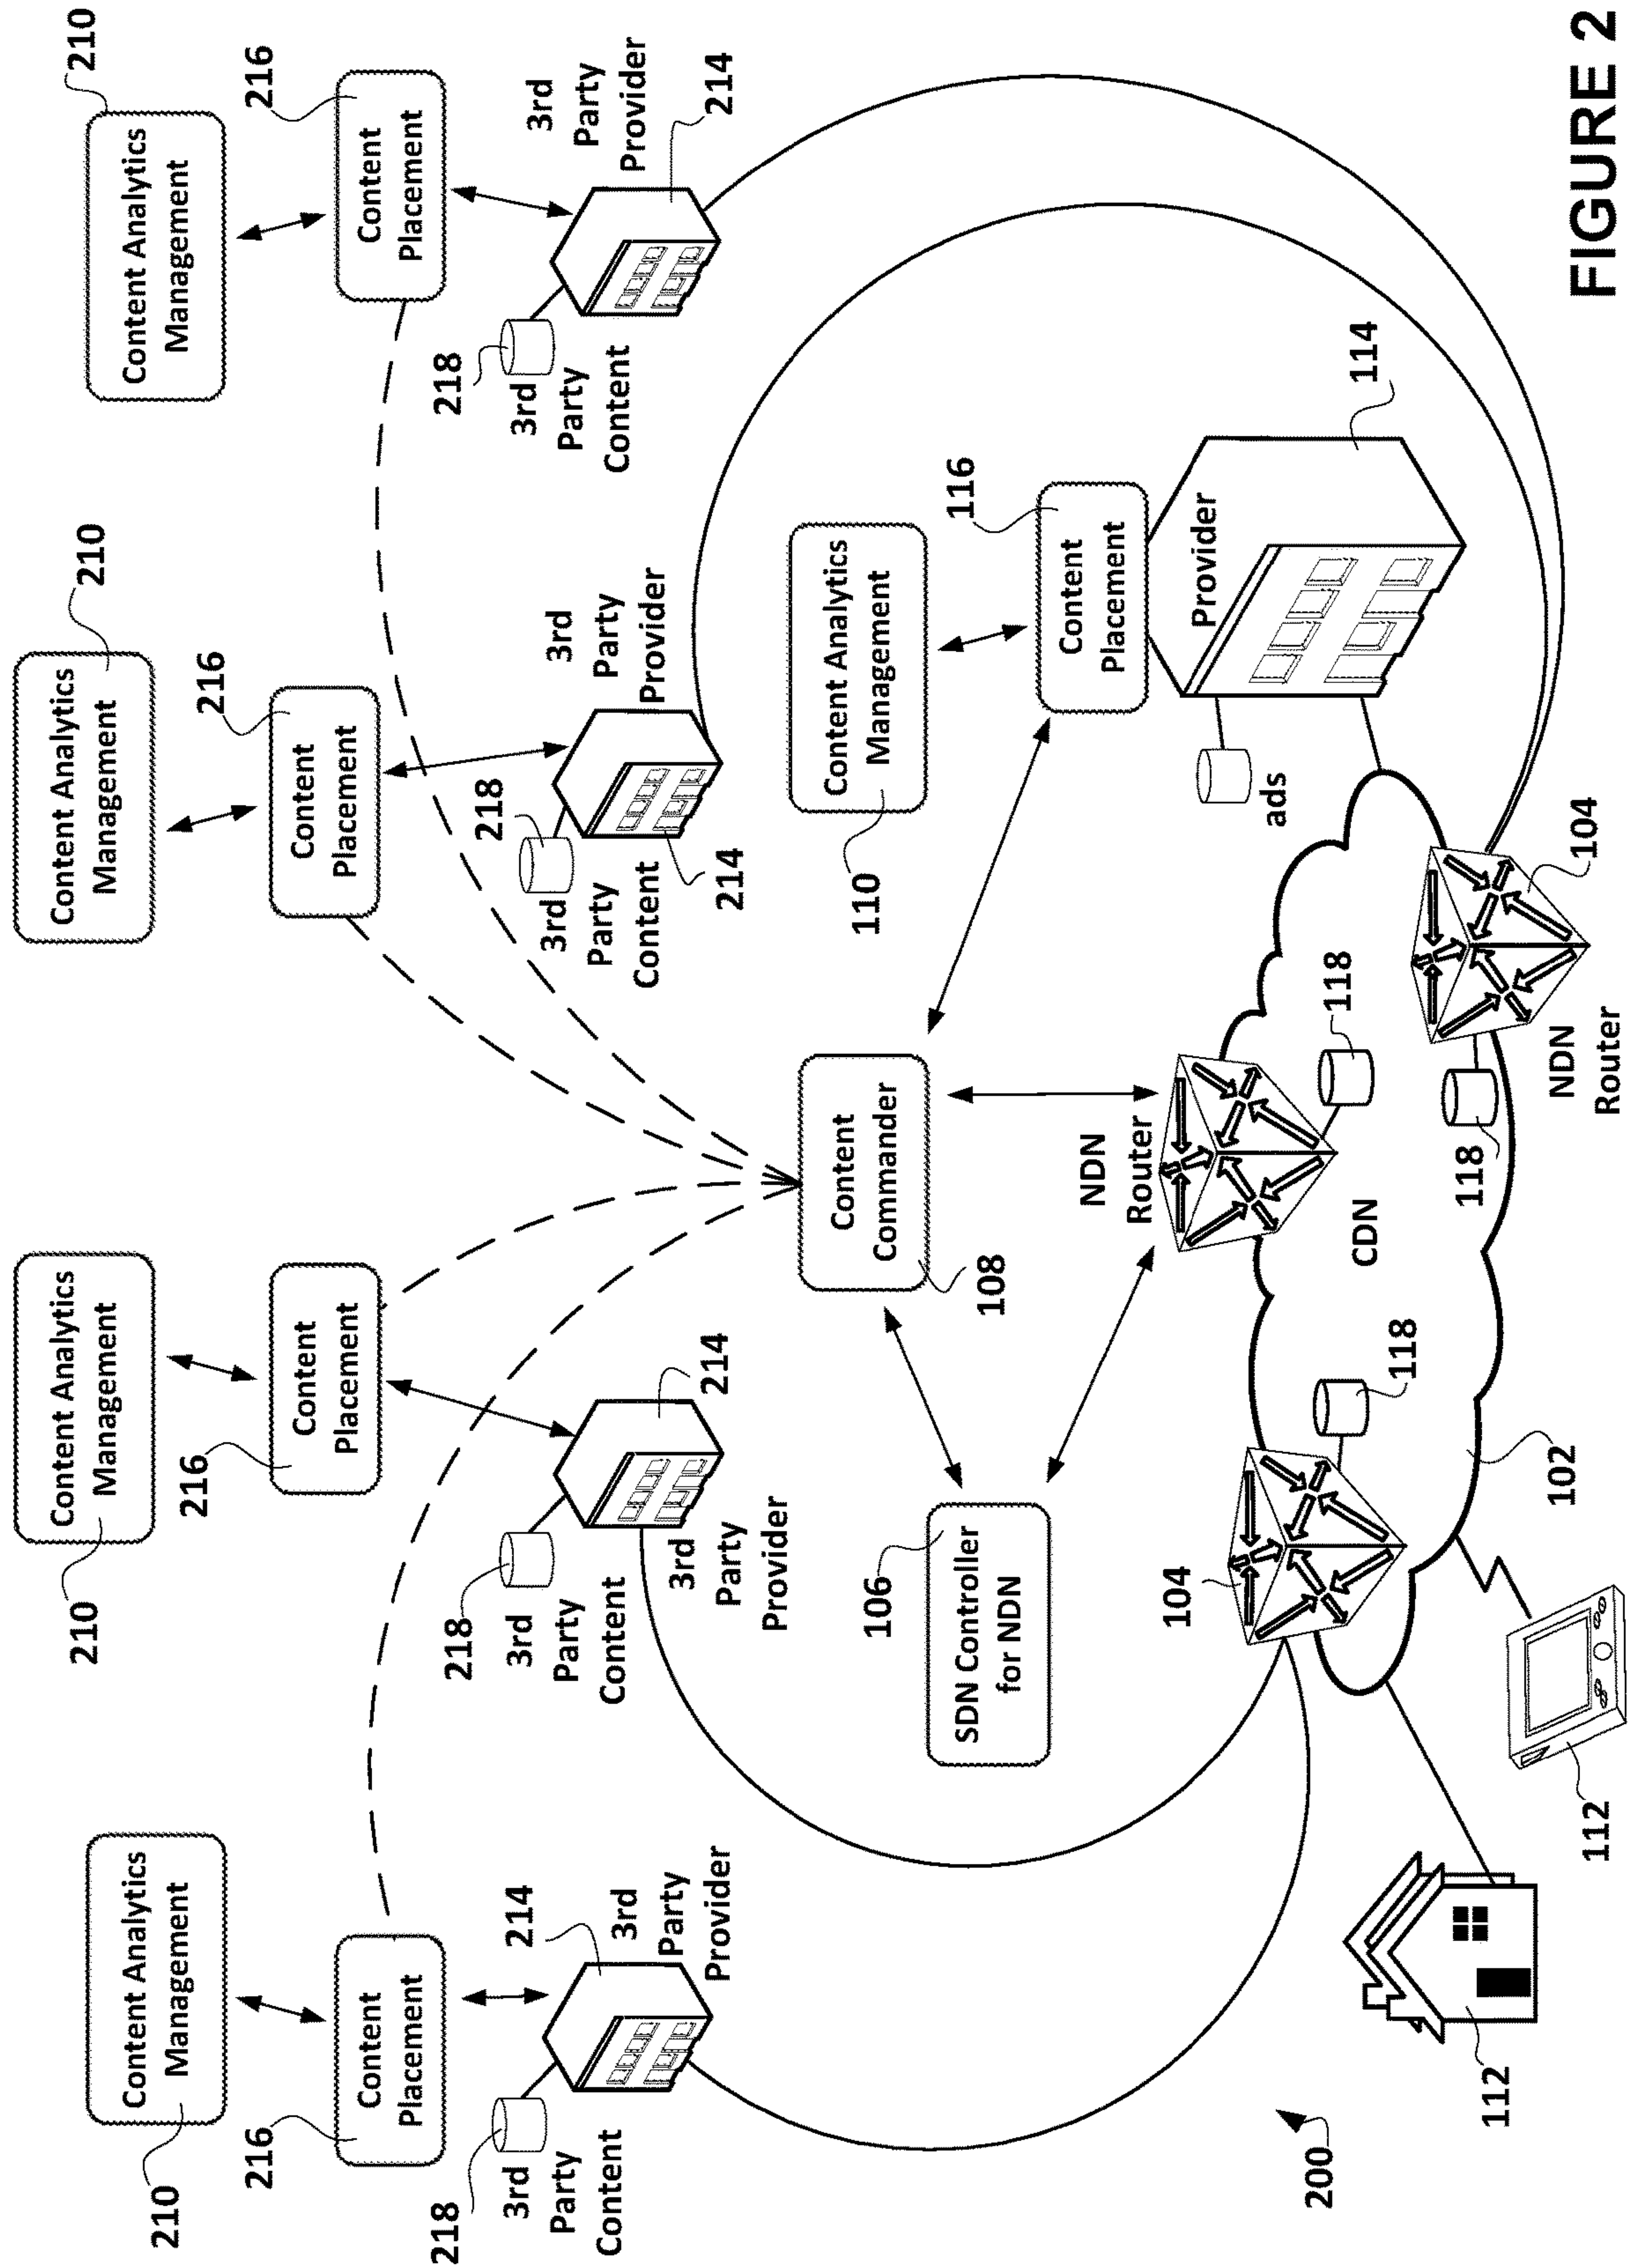 210
Content Analytics
Management
210
Content Analytics
Management
Content Analytics
Management
210
Content Analytics
Management
210
216
Content
Placement
216
Content
Placement
216
Content
Placement
216
Content
Placement
218
3rd
Party
Content
214
3rd
Party
Provider
218
3rd
Party
Content
214
3rd
Party
Provider
218
3rd
Party
Content
214
3rd
Party
Provider
218
3rd
Party
Content
214
3rd
Party
Provider
Content
Commander
108
110
Content Analytics
Management
116
Content
Placement
SDN Controller
for NDN
106
NDN
Router
Provider
114
ads
104
118
CDN
118
118
104
NDN
Router
102
112
112
200
FIGURE 2